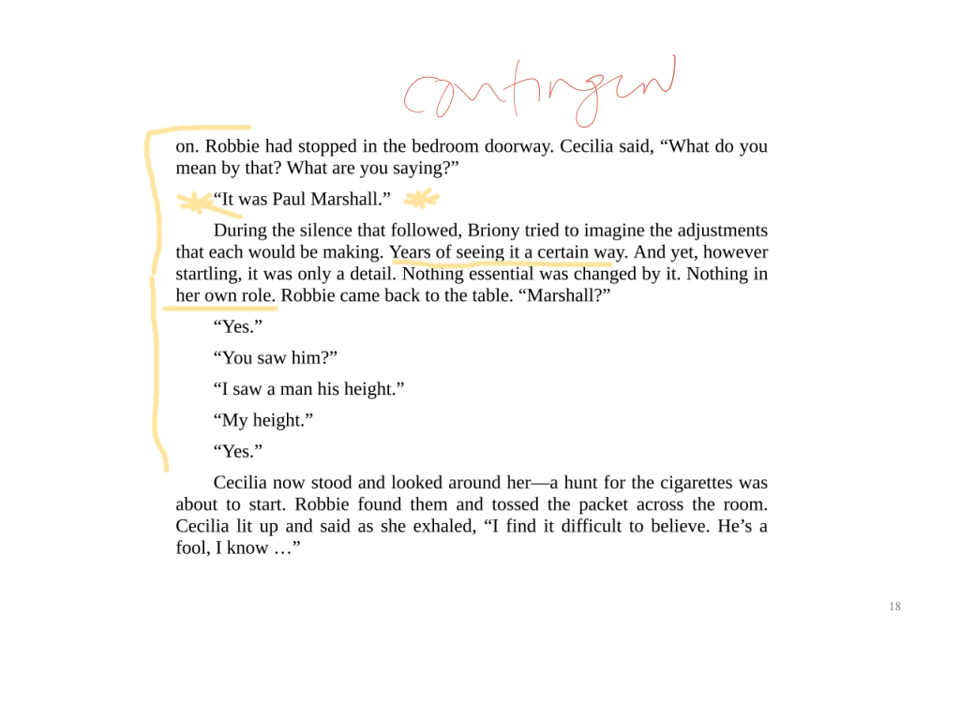 contingen
on. Robbie had stopped in the bedroom doorway. Cecilia said, “What do you
mean by that? What are you saying?”
“It was Paul Marshall.”
During the silence that followed, Briony tried to imagine the adjustments
that each would be making. Years of seeing it a certain way. And yet, however
startling, it was only a detail. Nothing essential was changed by it. Nothing in
her own role. Robbie came back to the table. “Marshall?”
“Yes.”
“You saw him?”
“I saw a man his height.”
“My height.”
“Yes.”
Cecilia now stood and looked around her—a hunt for the cigarettes was
about to start. Robbie found them and tossed the packet across the room.
Cecilia lit up and said as she exhaled, “I find it difficult to believe. He’s a
fool, I know …”
18